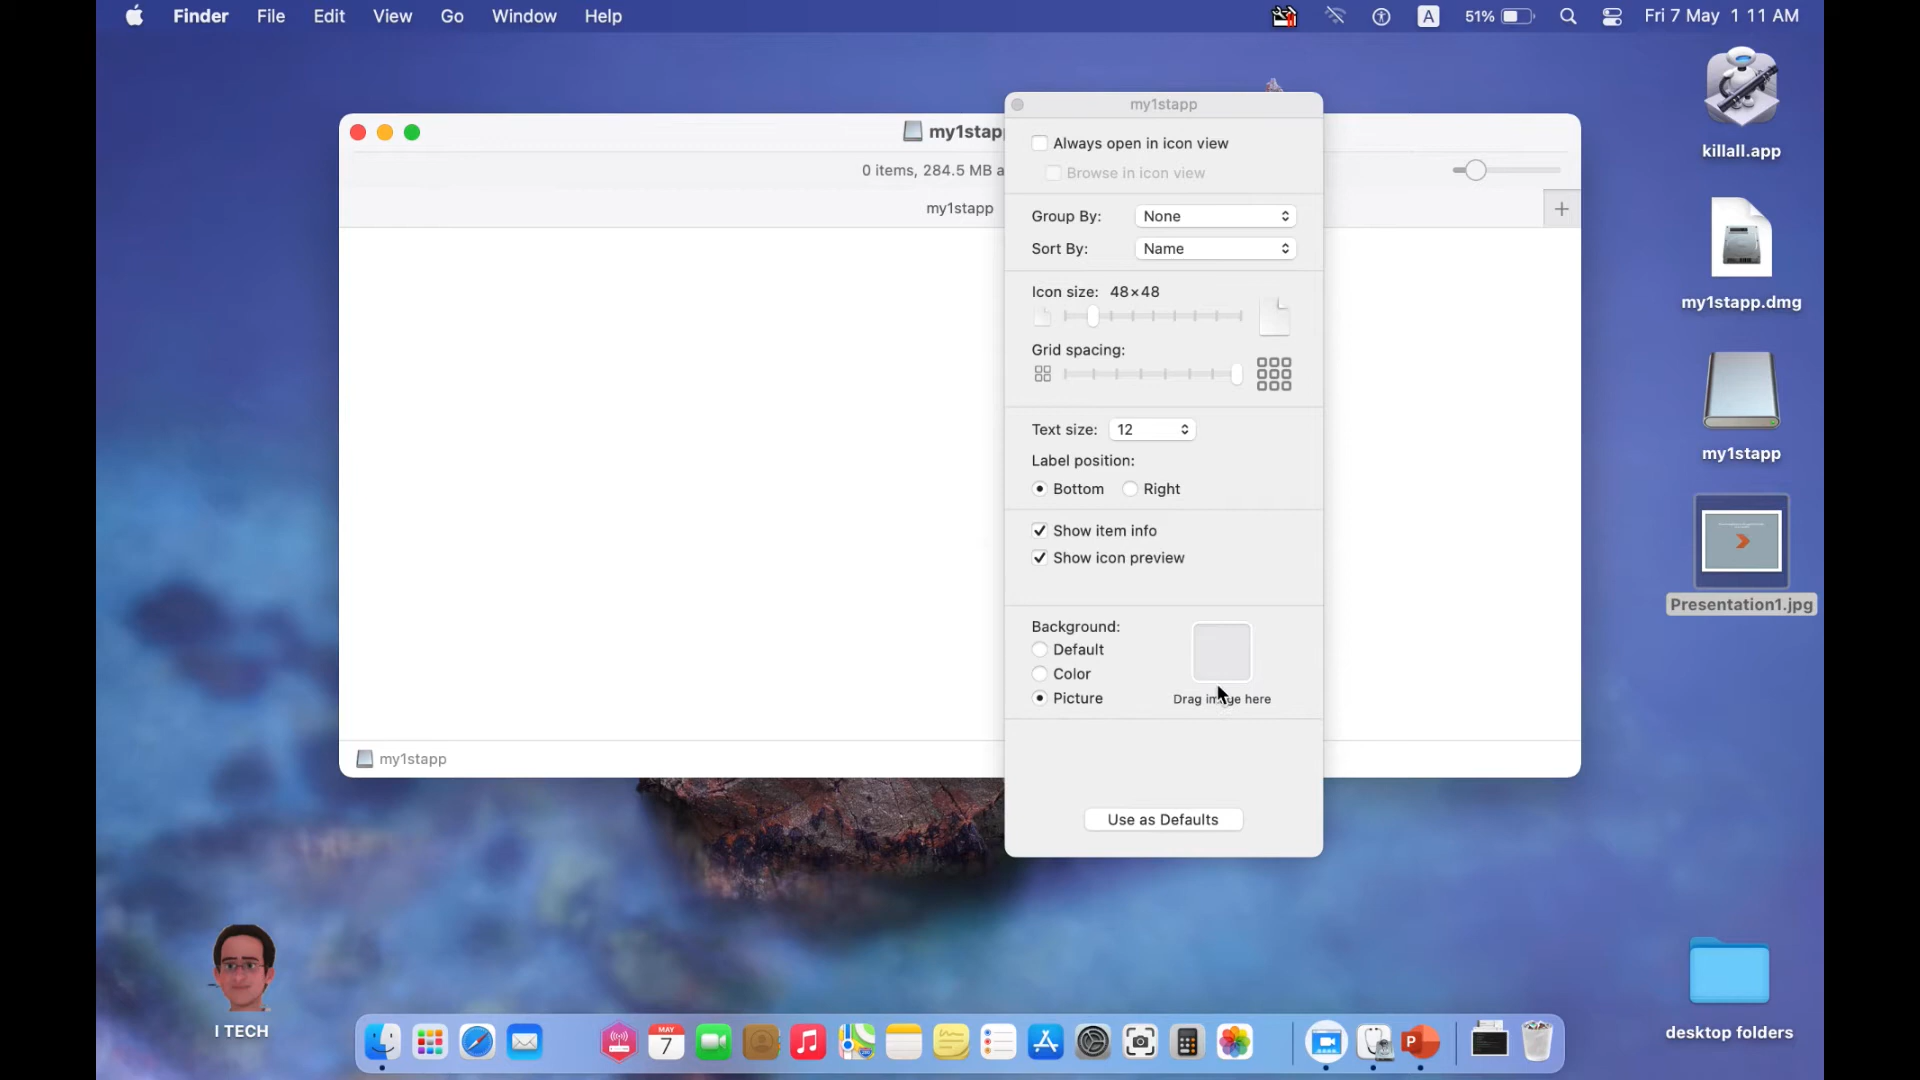 Finder File Edit View Go Window Help A 51% Fri 7 May 1 11 AM
killall.app
my1stapp.dmg
my1stapp
Presentation1.jpg
my1stap
0 items, 284.5 MB a
my1stapp
my1stapp
my1stapp
Always open in icon view
Browse in icon view
Group By: None
Sort By: Name
Icon size: 48×48
Grid spacing:
Text size: 12
Label position:
Bottom Right
Show item info
Show icon preview
Background:
Default
Color
Picture
Drag image here
Use as Defaults
I TECH
desktop folders
MAY
7
P